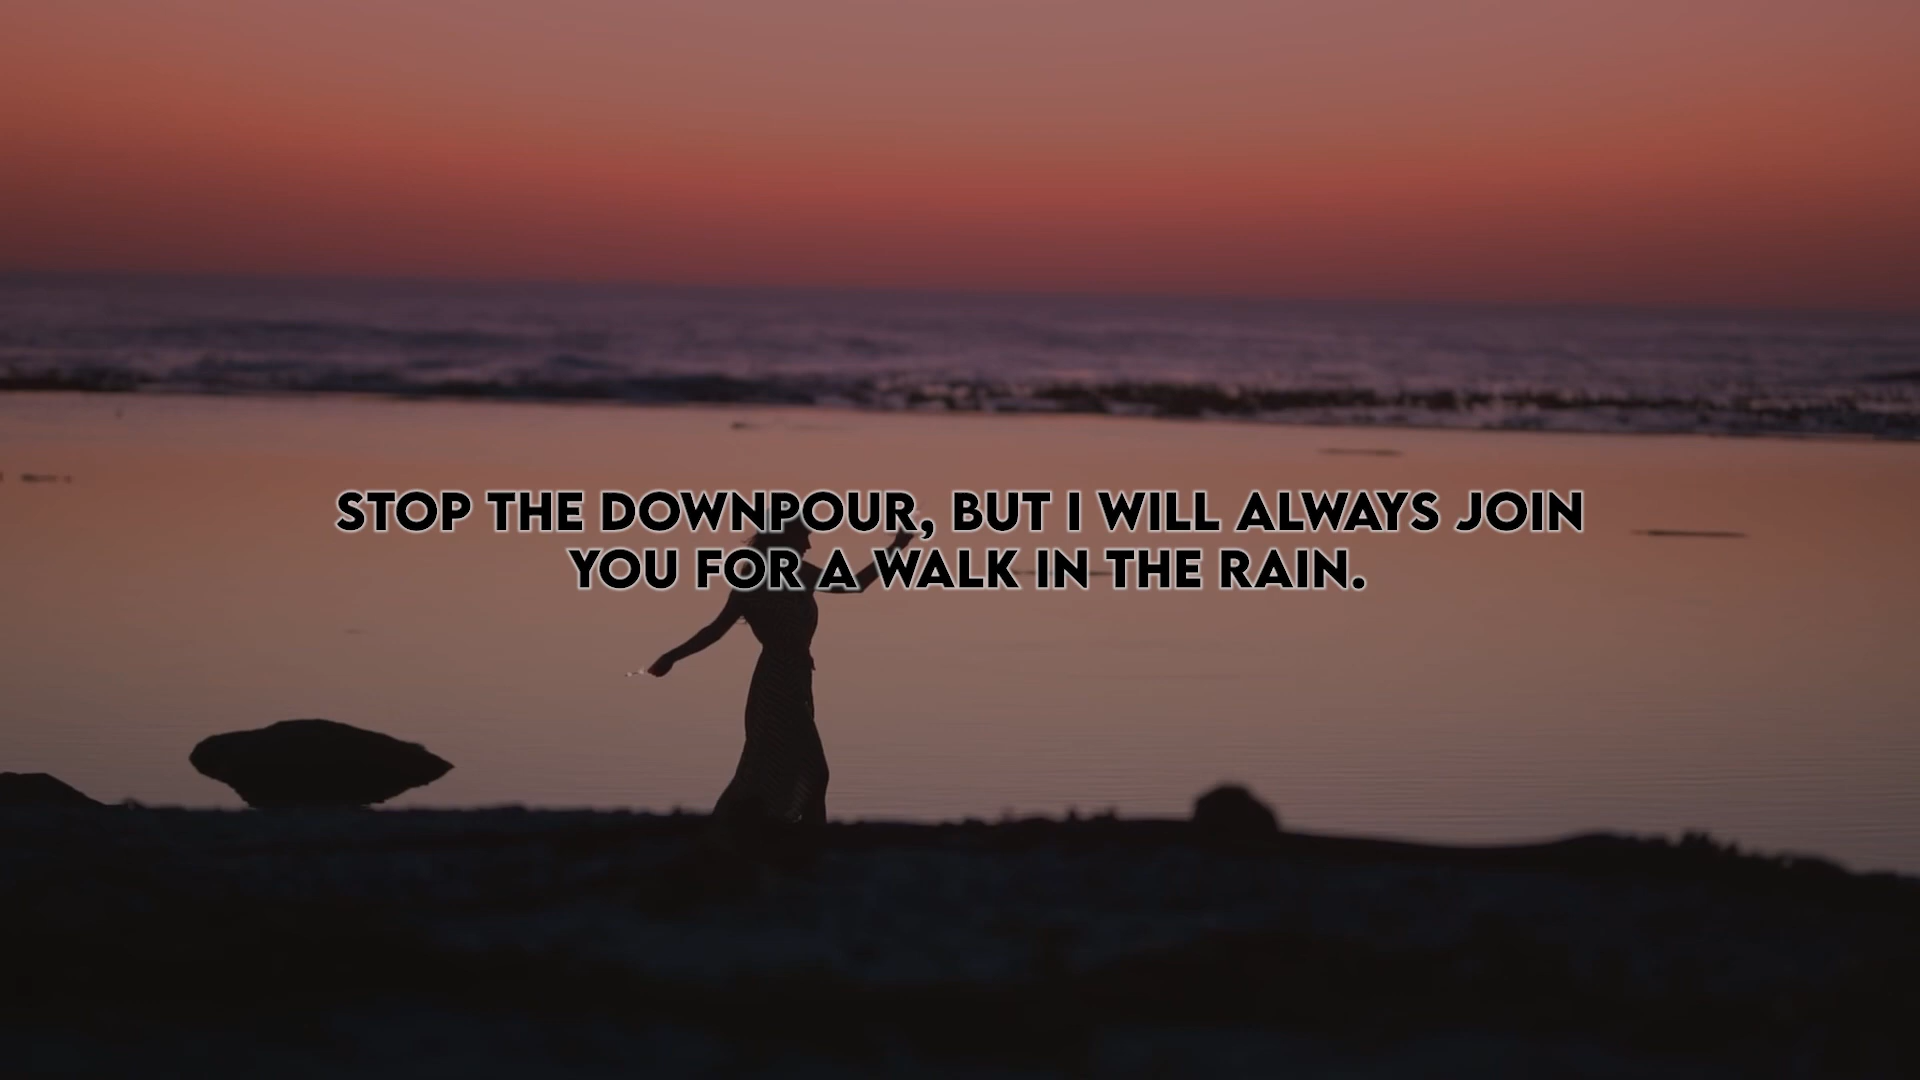 STOP THE DOWNPOUR, BUT I WILL ALWAYS JOIN
YOU FOR A WALK IN THE RAIN.